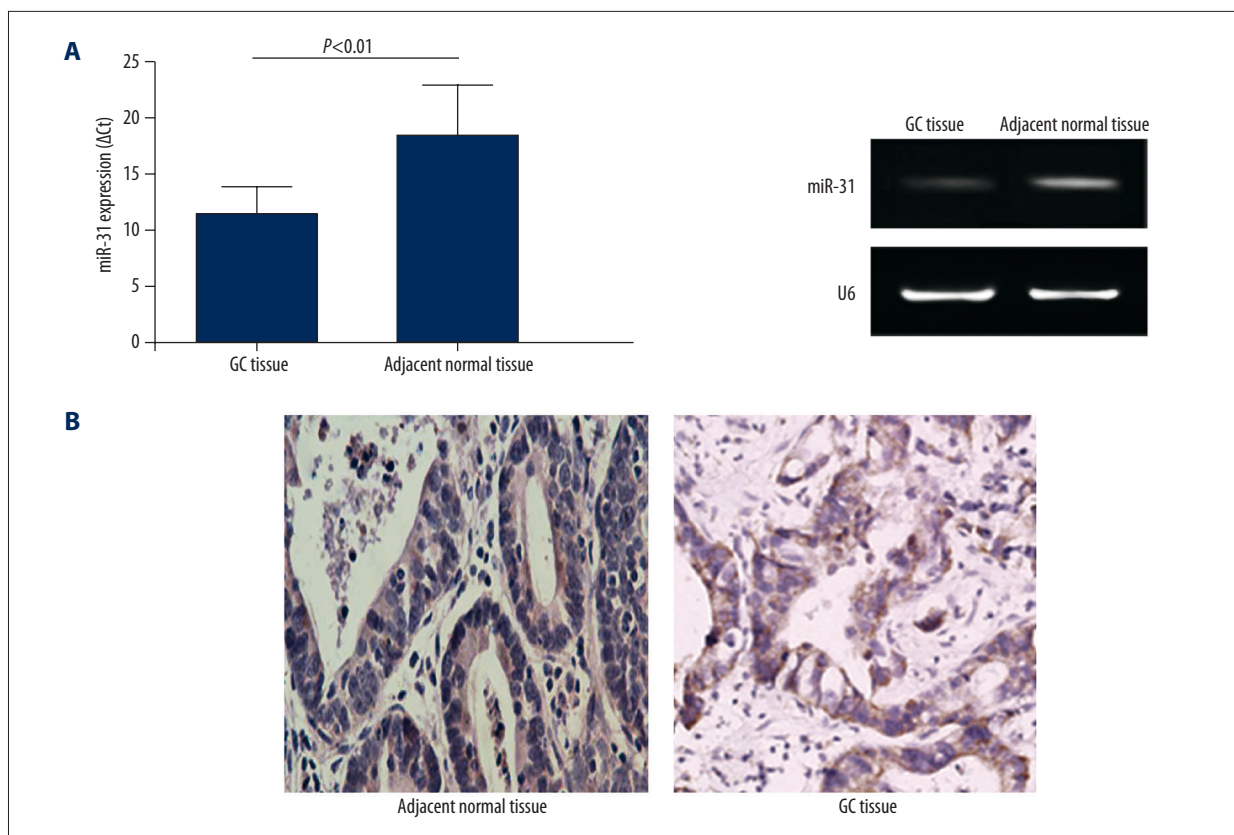 A
P<0.01
25
20
15
10
5
0
miR-31 expression (ΔCt)
GC tissue
Adjacent normal tissue
GC tissue
Adjacent normal tissue
miR-31
U6
B
Adjacent normal tissue
GC tissue